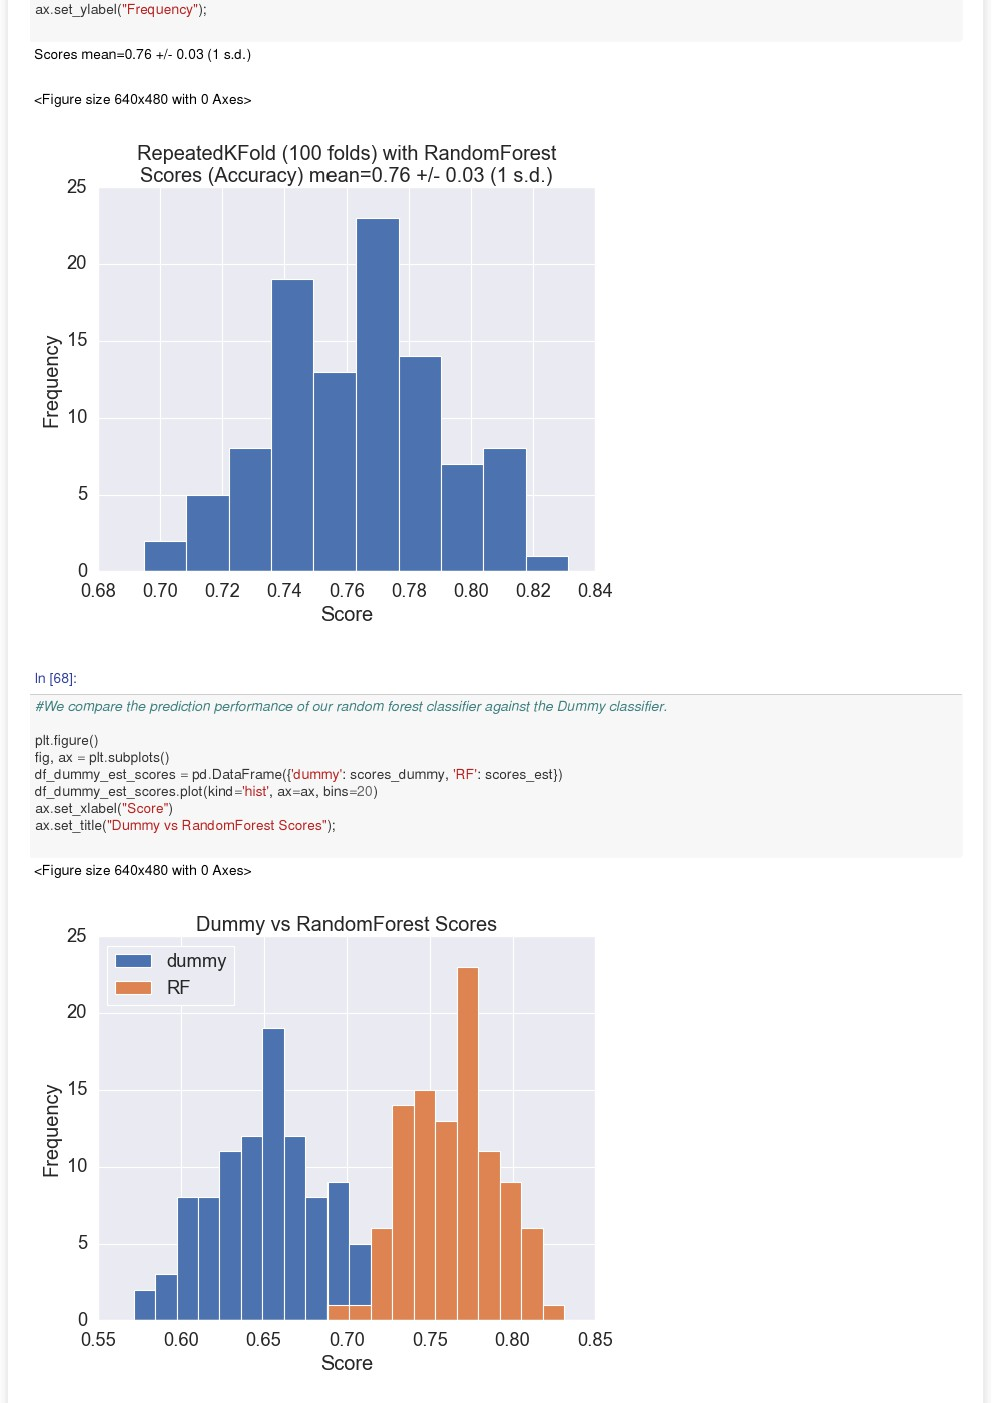 ax.set_ylabel("Frequency");
Scores mean=0.76 +/- 0.03 (1 s.d.)
<Figure size 640x480 with 0 Axes>
RepeatedKFold (100 folds) with RandomForest
Scores (Accuracy) mean=0.76 +/- 0.03 (1 s.d.)
25
20
15
10
5
0
Frequency
0.68 0.70 0.72 0.74 0.76 0.78 0.80 0.82 0.84
Score
In [68]:
#We compare the prediction performance of our random forest classifier against the Dummy classifier.
plt.figure()
fig, ax = plt.subplots()
df_dummy_est_scores = pd.DataFrame({'dummy': scores_dummy, 'RF': scores_est})
df_dummy_est_scores.plot(kind='hist', ax=ax, bins=20)
ax.set_xlabel("Score")
ax.set_title("Dummy vs RandomForest Scores");
<Figure size 640x480 with 0 Axes>
Dummy vs RandomForest Scores
dummy
RF
25
20
15
10
5
0
Frequency
0.55 0.60 0.65 0.70 0.75 0.80 0.85
Score